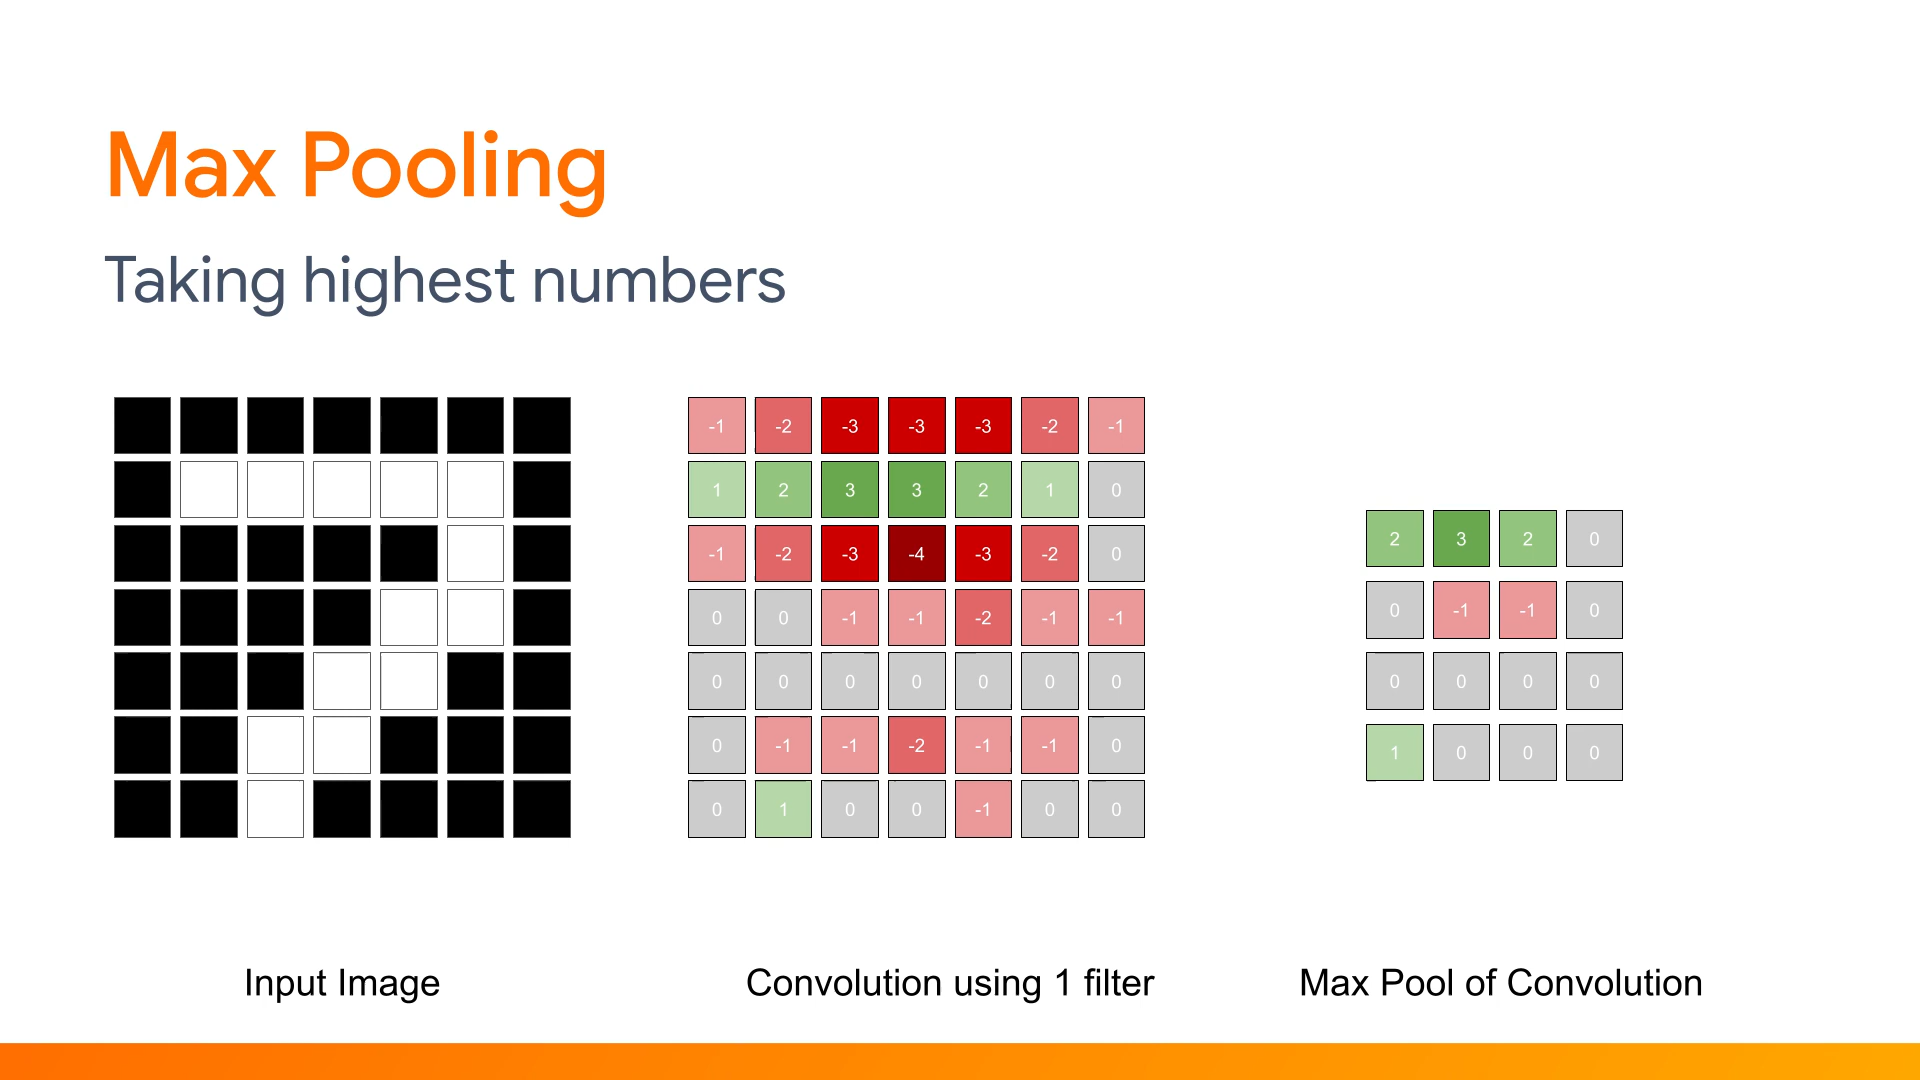 Max Pooling
Taking highest numbers
-1 -2 -3 -3 -3 -2 -1
1 2 3 3 2 1 0
-1 -2 -3 -4 -3 -2 0
0 0 -1 -1 -2 -1 -1
0 0 0 0 0 0 0
0 -1 -1 -2 -1 -1 0
0 1 0 0 -1 0 0
2 3 2 0
0 -1 -1 0
0 0 0 0
1 0 0 0
Input Image
Convolution using 1 filter
Max Pool of Convolution